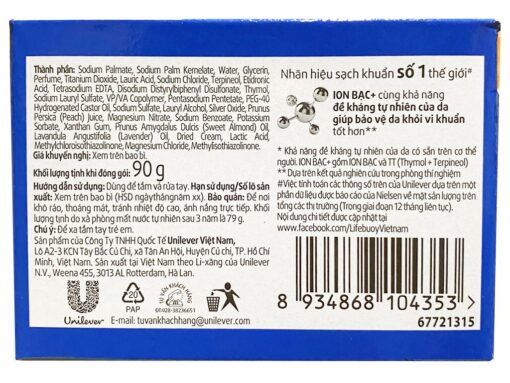 Thành phần: Sodium Palmate, Sodium Palm Kernelate, Water, Glycerin,
Perfume, Titanium Dioxide, Lauric Acid, Sodium Chloride, Terpineol, Etidronic
Acid, Tetrasodium EDTA, Disodium Distyrylbiphenyl Disulfonate, Thymol,
Sodium Lauryl Sulfate, VP/VA Copolymer, Pentasodium Pentetate, PEG-40
Hydrogenated Castor Oil, Sodium Sulfate, Lauryl Alcohol, Silver Oxide, Prunus
Persica (Peach) Juice, Magnesium Nitrate, Sodium Benzoate, Potassium
Sorbate, Xanthan Gum, Prunus Amygdalus Dulcis (Sweet Almond) Oil,
Lavandula Angustifolia (Lavender) Oil, Dried Cream, Lactic Acid,
Methylchloroisothiazolinone, Magnesium Chloride, Methylisothiazolinone.
Giá khuyến nghị: Xem trên bao bì.
Khối lượng tịnh khi đóng gói: 90 g
Hướng dẫn sử dụng: Dùng để tắm và rửa tay. Hạn sử dụng/Số lô sản
xuất: Xem trên bao bì (HSD ngàythángnăm xx). Bảo quản: Để nơi
khô ráo, thoáng mát, tránh nhiệt độ cao, ánh nắng trực tiếp. Khối
lượng tịnh do xà phòng mất nước tự nhiên sau 3 năm là 79 g.
Chú ý: Để xa tầm tay trẻ em.
Sản phẩm của Công Ty TNHH Quốc Tế Unilever Việt Nam,
Lô A2-3 KCN Tây Bắc Củ Chi, xã Tân An Hội, Huyện Củ chi, TP. Hồ Chí
Minh, Việt Nam. Sản xuất tại Việt Nam theo Li-xăng của Unilever
N.V., Weena 455, 3013 AL Rotterdam, Hà Lan.
Unilever
20
PAP
TƯ VẤN KHÁCH HÀNG
ĐT:028-38236651
E-mail: tuvankhachhang@unilever.com
Nhãn hiệu sạch khuẩn số 1 thế giới#
ION BẠC+ cùng khả năng
đề kháng tự nhiên của da
giúp bảo vệ da khỏi vi khuẩn
tốt hơn**
* Khả năng đề kháng tự nhiên của da có sẵn trên cơ thể
người. ION BẠC+ gồm ION BẠC và TT (Thymol + Terpineol)
** Dựa trên kết quả nghiên cứu trong phòng thí nghiệm
#Việc tính toán các thông số trên của Unilever dựa trên một
phần dữ liệu được báo cáo của Nielsen về mặt số lượng trên
tổng các thị trường (Trong giai đoạn 12 tháng liên tục).
Nội dung chi tiết được cập nhật tại
www.facebook.com/LifebuoyVietnam
8 934868 104353 >
67721315